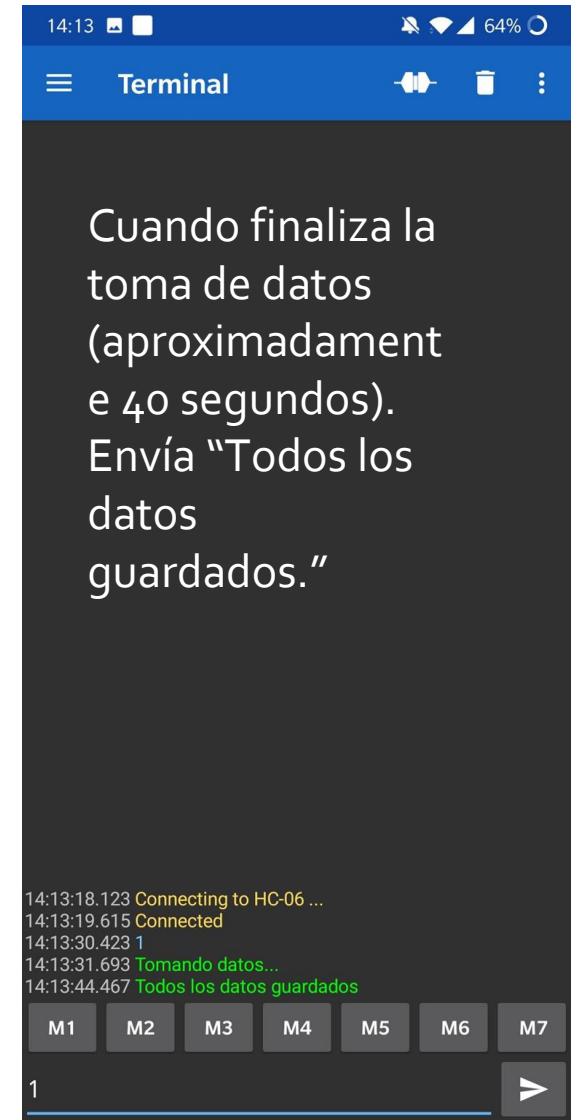 14:13 64%
Terminal
Cuando finaliza la
toma de datos
(aproximadament
e 40 segundos).
Envía “Todos los
datos
guardados.”
14:13:18.123 Connecting to HC-06 ...
14:13:19.615 Connected
14:13:30.423 1
14:13:31.693 Tomando datos...
14:13:44.467 Todos los datos guardados
M1 M2 M3 M4 M5 M6 M7
1